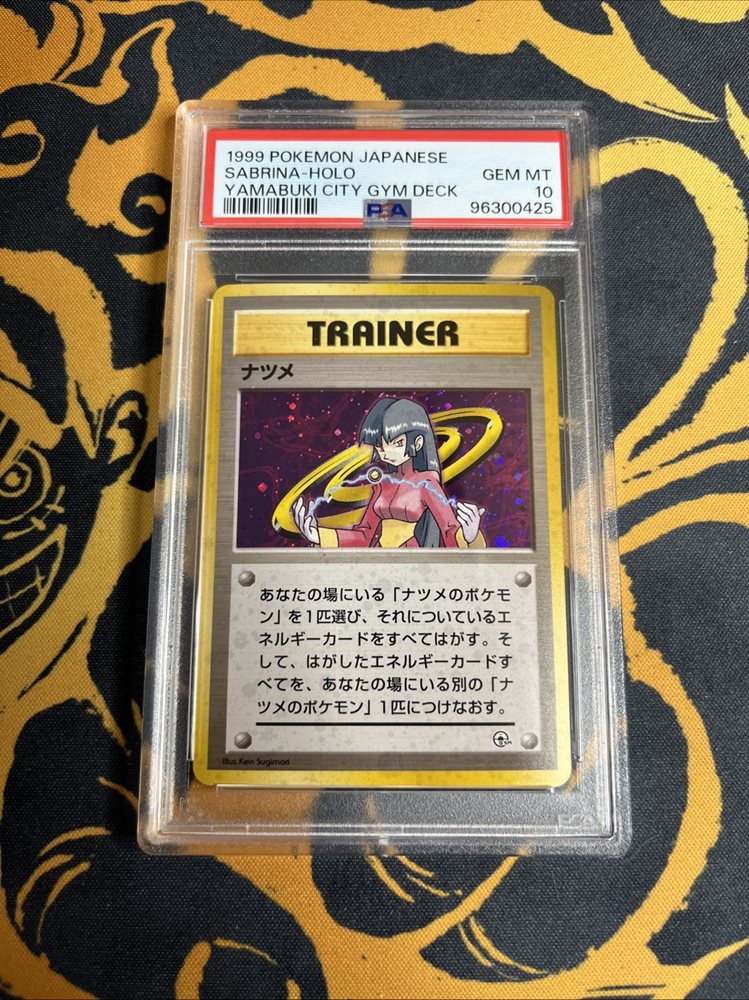 1999 POKEMON JAPANESE
SABRINA-HOLO GEM MT
YAMABUKI CITY GYM DECK 10
PSA 96300425
TRAINER
ナツメ
あなたの場にいる「ナツメのポケモ
ン」を1匹選び、それについているエ
ネルギーカードをすべてはがす。そ
して、はがしたエネルギーカードす
べてを、あなたの場にいる別の「ナ
ツメのポケモン」1匹につけなおす。
GYM
Illus. Ken Sugimori